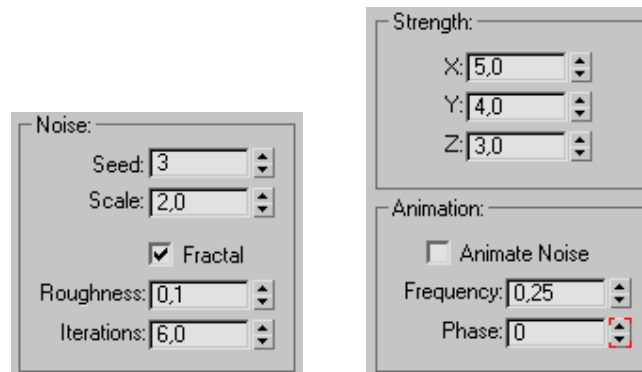 Noise:
Seed: 3
Scale: 2,0
Fractal
Roughness: 0,1
Iterations: 6,0
Strength:
X: 5,0
Y: 4,0
Z: 3,0
Animation:
Animate Noise
Frequency: 0,25
Phase: 0